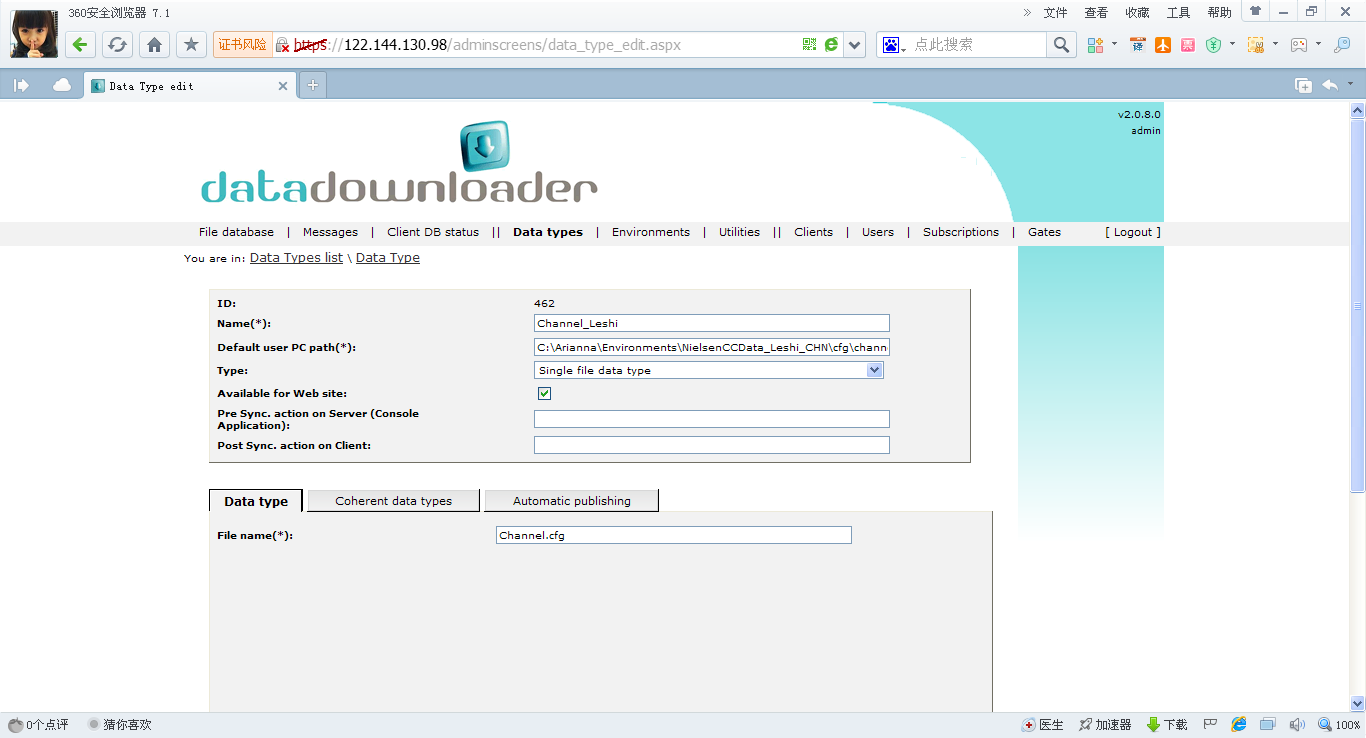 360安全浏览器 7.1
» 文件 查看 收藏 工具 帮助
证书风险 https://122.144.130.98/adminscreens/data_type_edit.aspx 点此搜索 译
Data Type edit
v2.0.8.0
admin
datadownloader
File database | Messages | Client DB status || Data types | Environments | Utilities || Clients | Users | Subscriptions | Gates [ Logout ]
You are in: Data Types list \ Data Type
ID: 462
Name(*): Channel_Leshi
Default user PC path(*): C:\Arianna\Environments\NielsenCCData_Leshi_CHN\cfg\chann
Type: Single file data type
Available for Web site:
Pre Sync. action on Server (Console
Application):
Post Sync. action on Client:
Data type Coherent data types Automatic publishing
File name(*): Channel.cfg
0个点评 猜你喜欢 医生 加速器 下载 100%